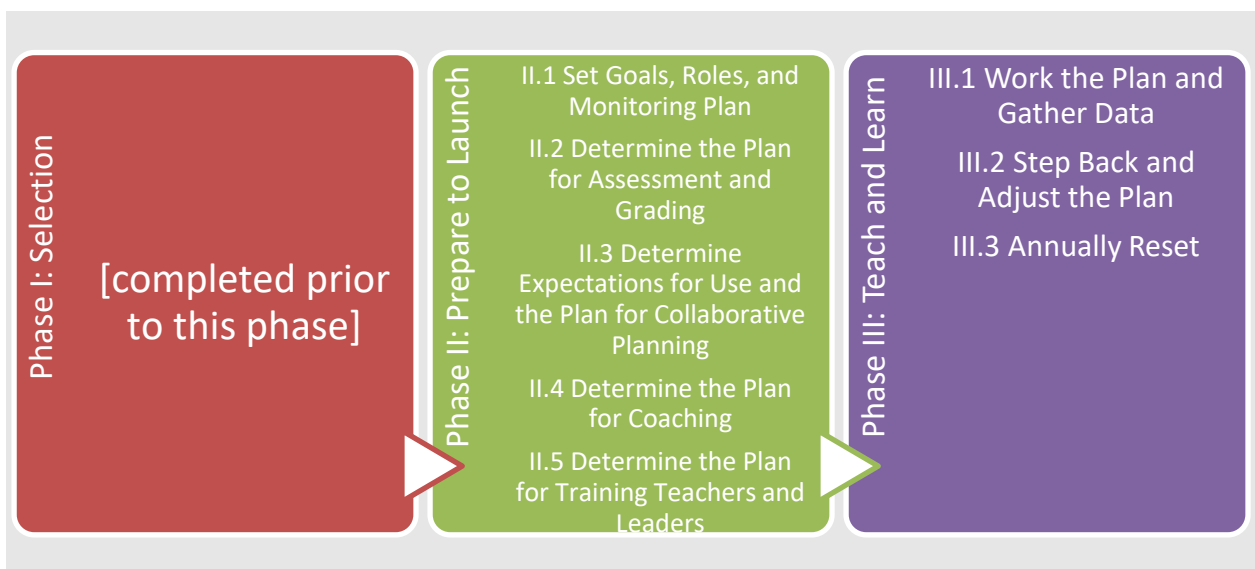 Phase I: Selection
[completed prior
to this phase]
Phase II: Prepare to Launch
II.1 Set Goals, Roles, and
Monitoring Plan
II.2 Determine the Plan
for Assessment and
Grading
II.3 Determine
Expectations for Use and
the Plan for Collaborative
Planning
II.4 Determine the Plan
for Coaching
II.5 Determine the Plan
for Training Teachers and
Leaders
Phase III: Teach and Learn
III.1 Work the Plan and
Gather Data
III.2 Step Back and
Adjust the Plan
III.3 Annually Reset